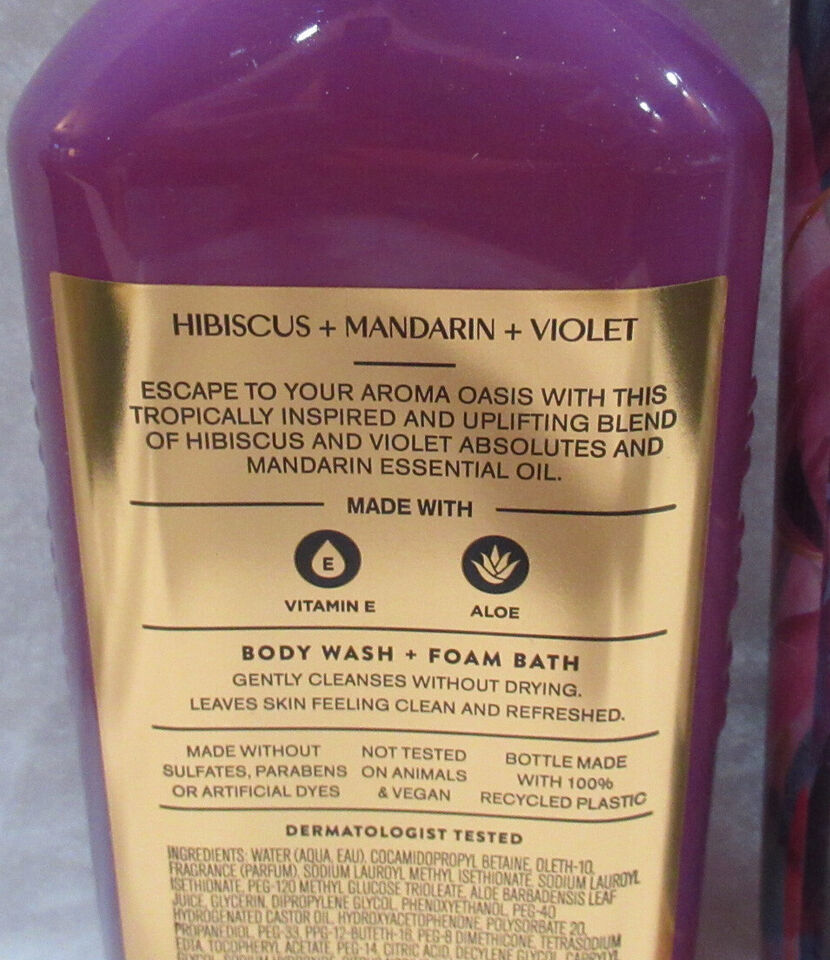 HIBISCUS + MANDARIN + VIOLET
ESCAPE TO YOUR AROMA OASIS WITH THIS
TROPICALLY INSPIRED AND UPLIFTING BLEND
OF HIBISCUS AND VIOLET ABSOLUTES AND
MANDARIN ESSENTIAL OIL.
MADE WITH
E
VITAMIN E
ALOE
BODY WASH + FOAM BATH
GENTLY CLEANSES WITHOUT DRYING.
LEAVES SKIN FEELING CLEAN AND REFRESHED.
MADE WITHOUT
SULFATES, PARABENS
OR ARTIFICIAL DYES
NOT TESTED
ON ANIMALS
& VEGAN
BOTTLE MADE
WITH 100%
RECYCLED PLASTIC
DERMATOLOGIST TESTED
INGREDIENTS: WATER (AQUA, EAU), COCAMIDOPROPYL BETAINE, OLETH-10,
FRAGRANCE (PARFUM), SODIUM LAUROYL METHYL ISETHIONATE, SODIUM LAUROYL
ISETHIONATE, PEG-120 METHYL GLUCOSE TRIOLEATE, ALOE BARBADENSIS LEAF
JUICE, GLYCERIN, DIPROPYLENE GLYCOL, PHENOXYETHANOL, PEG-40
HYDROGENATED CASTOR OIL, HYDROXYACETOPHENONE, POLYSORBATE 20,
PROPANEDIOL, PEG-33, PPG-12-BUTETH-16, PEG-8 DIMETHICONE, TETRASODIUM
EDTA, TOCOPHERYL ACETATE, PEG-14, CITRIC ACID, DECYLENE GLYCOL, CAPRYLYL